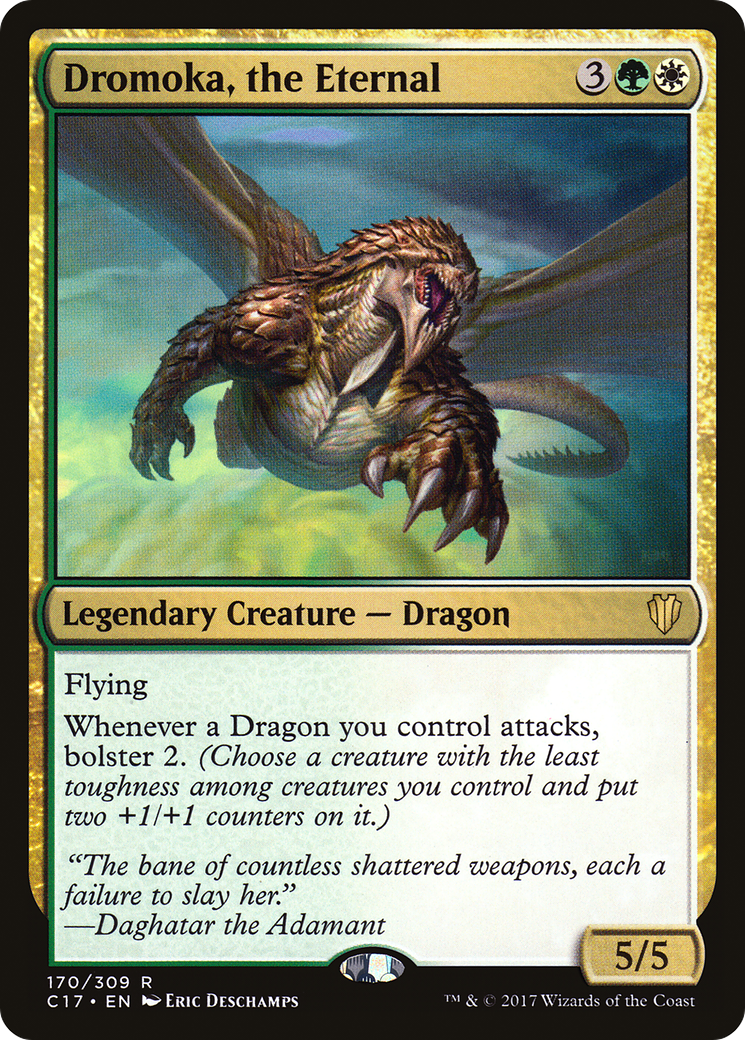 Dromoka, the Eternal 3
Legendary Creature — Dragon
Flying
Whenever a Dragon you control attacks,
bolster 2. (Choose a creature with the least
toughness among creatures you control and put
two +1/+1 counters on it.)
“The bane of countless shattered weapons, each a
failure to slay her.”
—Daghatar the Adamant
5/5
170/309 R
C17 • EN Eric Deschamps
™ & © 2017 Wizards of the Coast